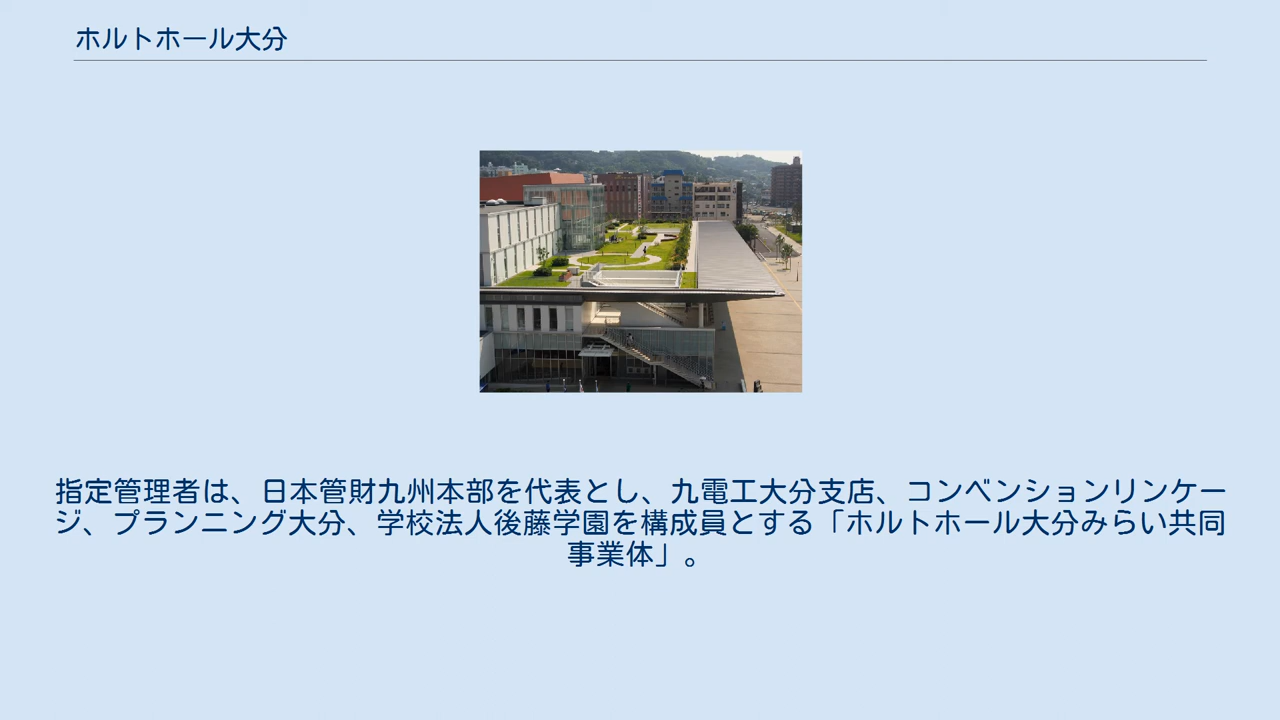 ホルトホール大分
指定管理者は、日本管財九州本部を代表とし、九電工大分支店、コンベンションリンケー
ジ、プランニング大分、学校法人後藤学園を構成員とする「ホルトホール大分みらい共同
事業体」。